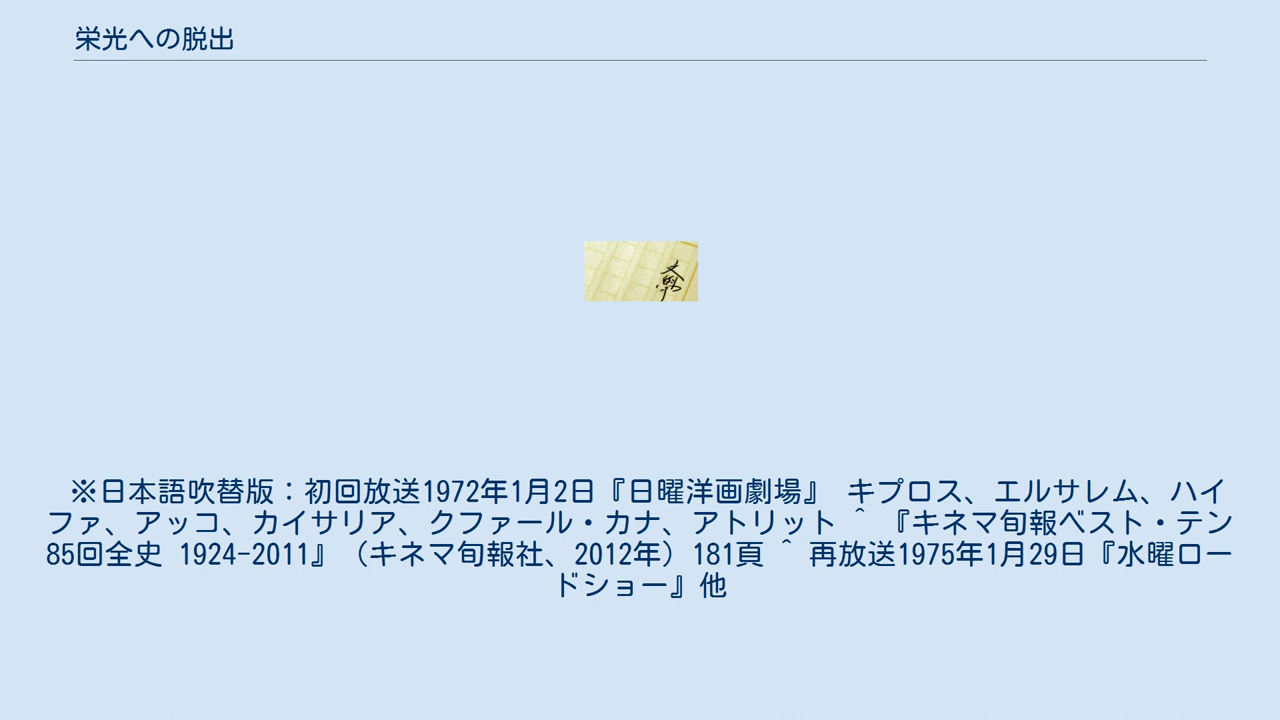 栄光への脱出
※日本語吹替版：初回放送1972年1月2日『日曜洋画劇場』 キプロス、エルサレム、ハイ
ファ、アッコ、カイサリア、クファール・カナ、アトリット ^ 『キネマ旬報ベスト・テン
85回全史 1924-2011』（キネマ旬報社、2012年）181頁 ^ 再放送1975年1月29日『水曜ロー
ドショー』他